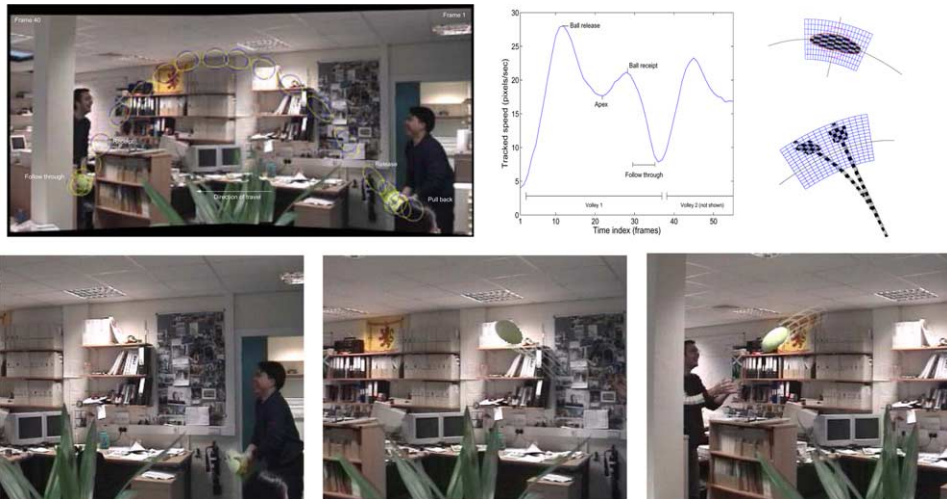 Frame 40
Frame 1
Release
Follow through
Pull back
Direction of travel
30
25
20
15
10
5
0
Tracked speed (pixels/sec)
Ball release
Ball receipt
Apex
Follow through
Volley 1
Volley 2 (not shown)
1
10
20
30
40
50
Time index (frames)